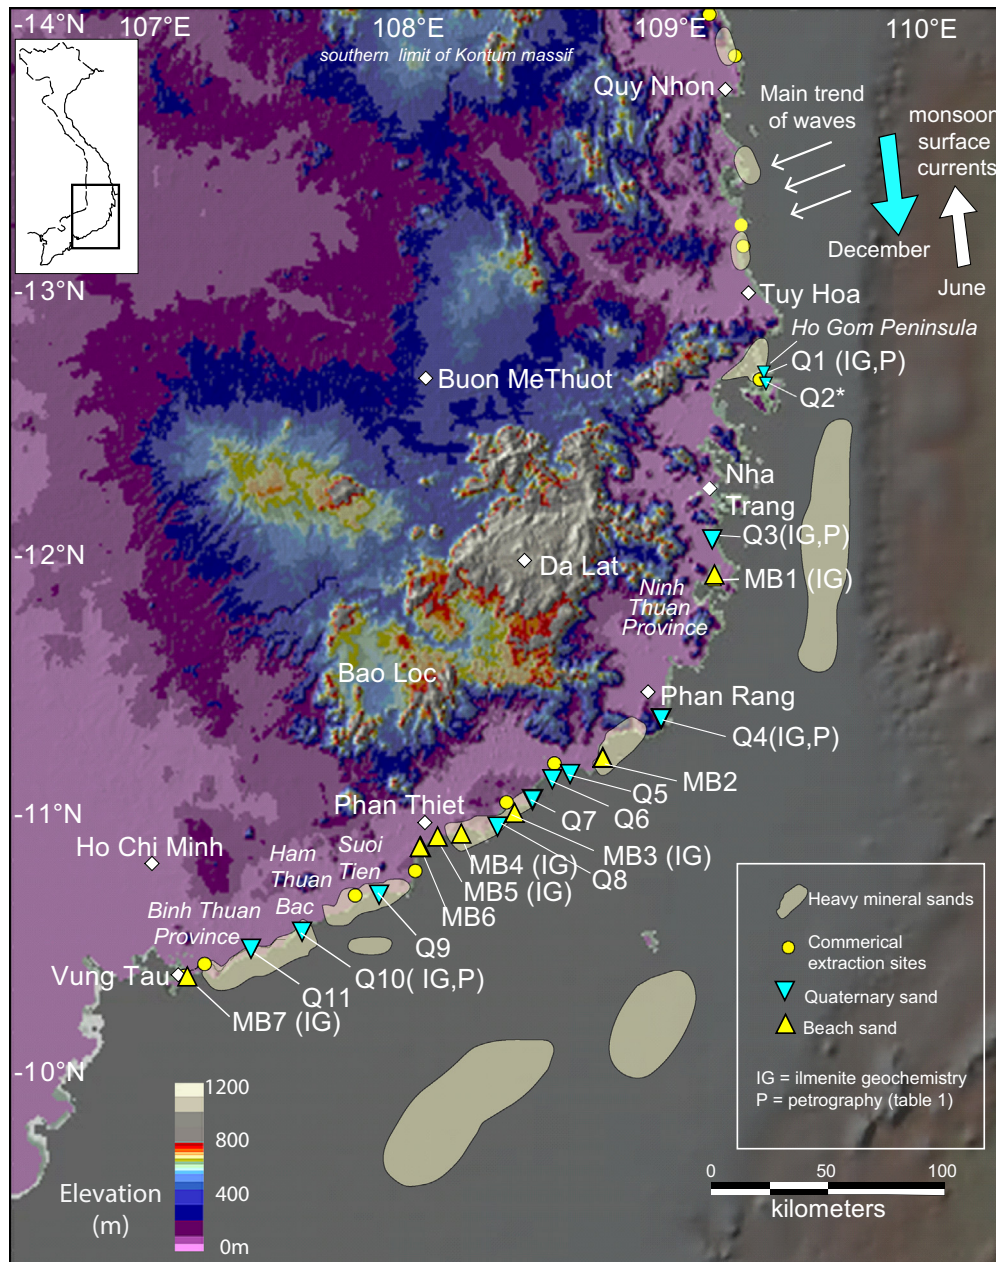 -14°N
107°E
108°E
109°E
110°E
southern limit of Kontum massif
Quy Nhon
Main trend
of waves
monsoon
surface
currents
December
June
-13°N
Tuy Hoa
Ho Gom Peninsula
Q1 (IG,P)
Q2*
Buon MeThuot
Nha
Trang
Q3(IG,P)
-12°N
Da Lat
MB1 (IG)
Ninh
Thuan
Province
Bao Loc
Phan Rang
Q4(IG,P)
MB2
Q5
Q6
Q7
-11°N
Phan Thiet
Ho Chi Minh
Suoi
Tien
Ham
Thuan
Bac
MB3 (IG)
Q8
MB4 (IG)
MB5 (IG)
MB6
Binh Thuan
Province
Q9
Vung Tau
Q10( IG,P)
Q11
MB7 (IG)
-10°N
Heavy mineral sands
Commerical
extraction sites
Quaternary sand
Beach sand
IG = ilmenite geochemistry
P = petrography (table 1)
1200
800
400
0m
Elevation
(m)
0
50
100
kilometers